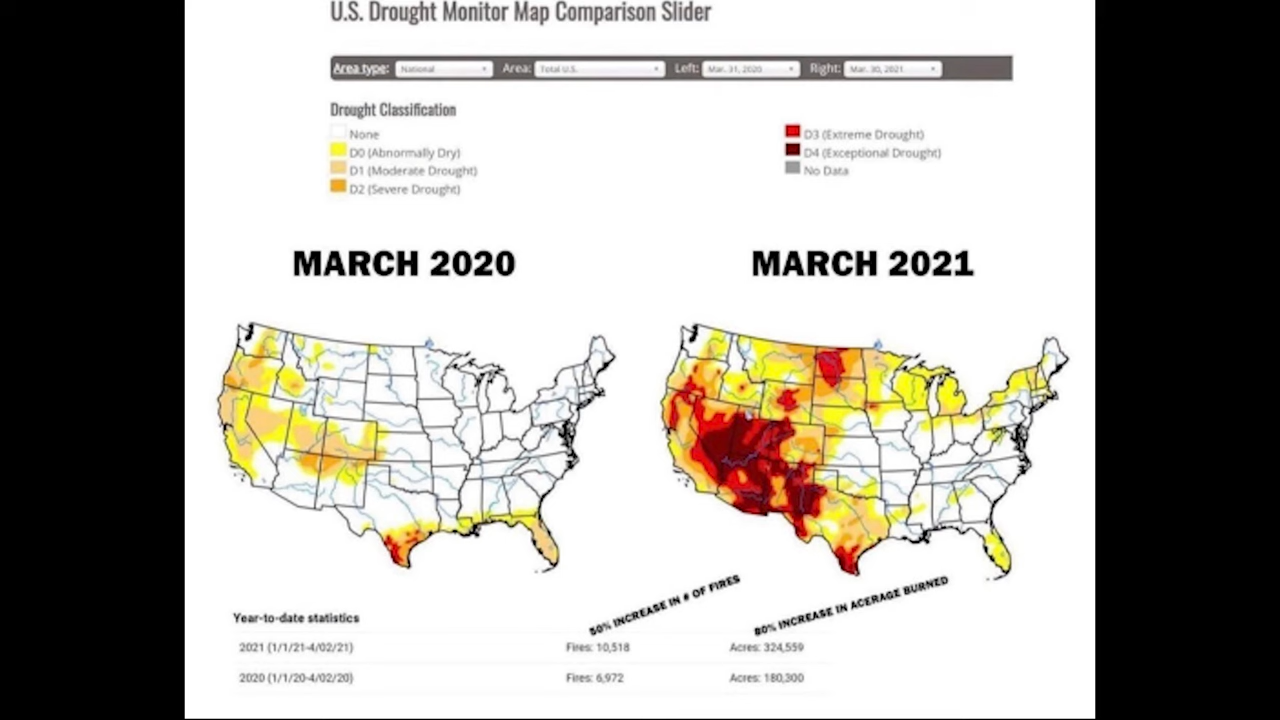 U.S. Drought Monitor Map Comparison Slider
Area type: National Area: Total U.S. Left: Mar. 31, 2020 Right: Mar. 30, 2021
Drought Classification
None
D0 (Abnormally Dry)
D1 (Moderate Drought)
D2 (Severe Drought)
D3 (Extreme Drought)
D4 (Exceptional Drought)
No Data
MARCH 2020
MARCH 2021
50% INCREASE IN # OF FIRES
80% INCREASE IN ACERAGE BURNED
Year-to-date statistics
2021 (1/1/21-4/02/21) Fires: 10,518 Acres: 324,559
2020 (1/1/20-4/02/20) Fires: 6,972 Acres: 180,300